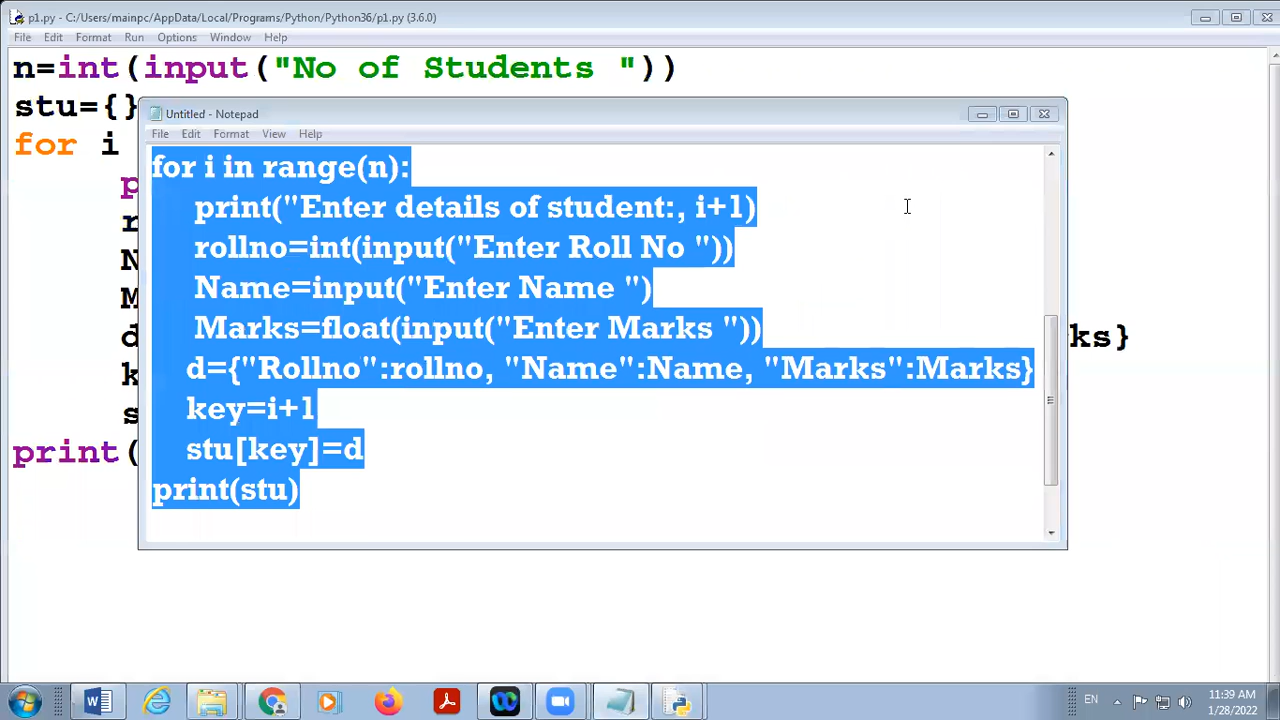 p1.py - C:/Users/mainpc/AppData/Local/Programs/Python/Python36/p1.py (3.6.0)
File Edit Format Run Options Window Help
n=int(input("No of Students "))
stu={}
for i
p
r
N
M
d
ks}
k
s
print(
Untitled - Notepad
File Edit Format View Help
for i in range(n):
print("Enter details of student:, i+1)
rollno=int(input("Enter Roll No "))
Name=input("Enter Name ")
Marks=float(input("Enter Marks "))
d={"Rollno":rollno, "Name":Name, "Marks":Marks}
key=i+1
stu[key]=d
print(stu)
EN
11:39 AM
1/28/2022